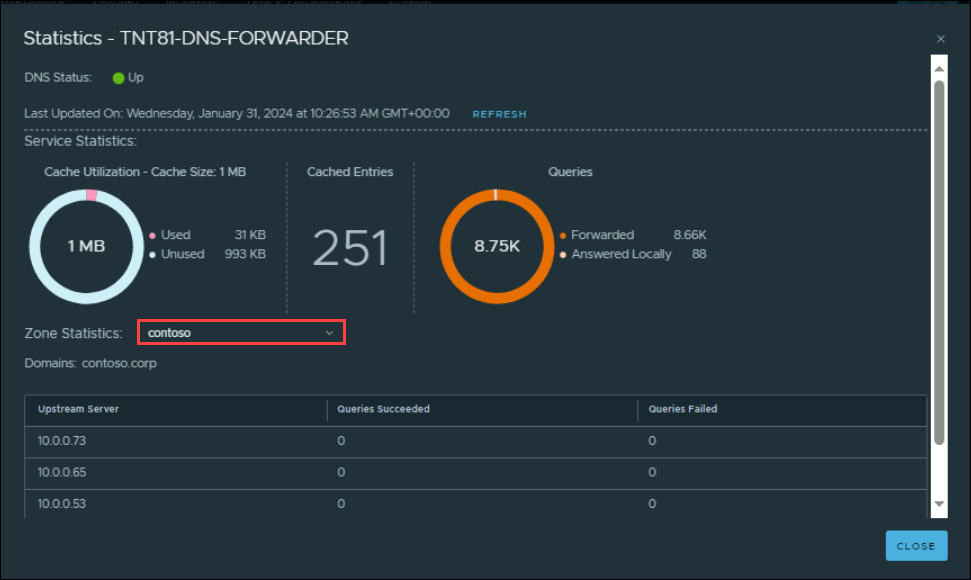 Statistics - TNT81-DNS-FORWARDER
×
DNS Status: Up
Last Updated On: Wednesday, January 31, 2024 at 10:26:53 AM GMT+00:00 REFRESH
Service Statistics:
Cache Utilization - Cache Size: 1 MB
1 MB
Used 31 KB
Unused 993 KB
Cached Entries
251
Queries
8.75K
Forwarded 8.66K
Answered Locally 88
Zone Statistics: contoso
Domains: contoso.corp
Upstream Server Queries Succeeded Queries Failed
10.0.0.73 0 0
10.0.0.65 0 0
10.0.0.53 0 0
CLOSE